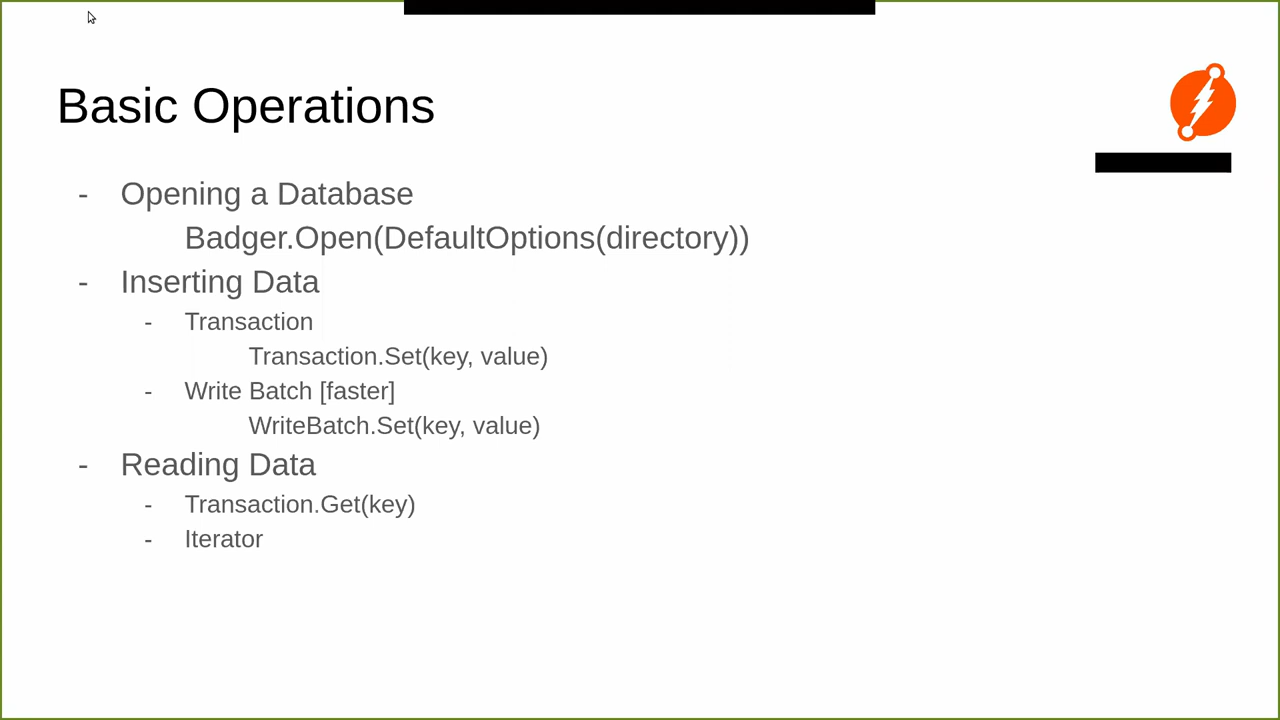 Basic Operations
- Opening a Database
Badger.Open(DefaultOptions(directory))
- Inserting Data
- Transaction
Transaction.Set(key, value)
- Write Batch [faster]
WriteBatch.Set(key, value)
- Reading Data
- Transaction.Get(key)
- Iterator